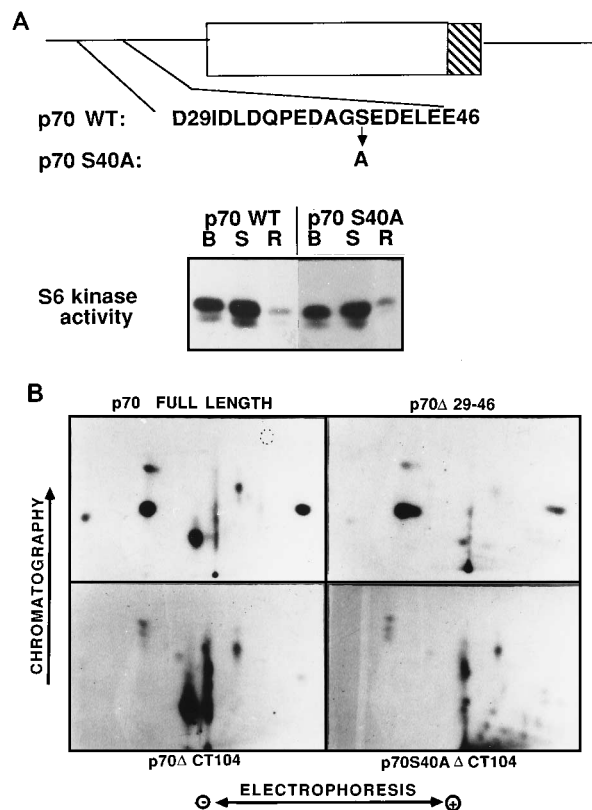 A
p70 WT: D29IDLDQPEDAGSEDELEE46
p70 S40A: A
p70 WT p70 S40A
B S R B S R
S6 kinase
activity
B
p70 FULL LENGTH p70Δ 29-46
CHROMATOGRAPHY
p70Δ CT104 p70S40A Δ CT104
⊖ ELECTROPHORESIS ⊕